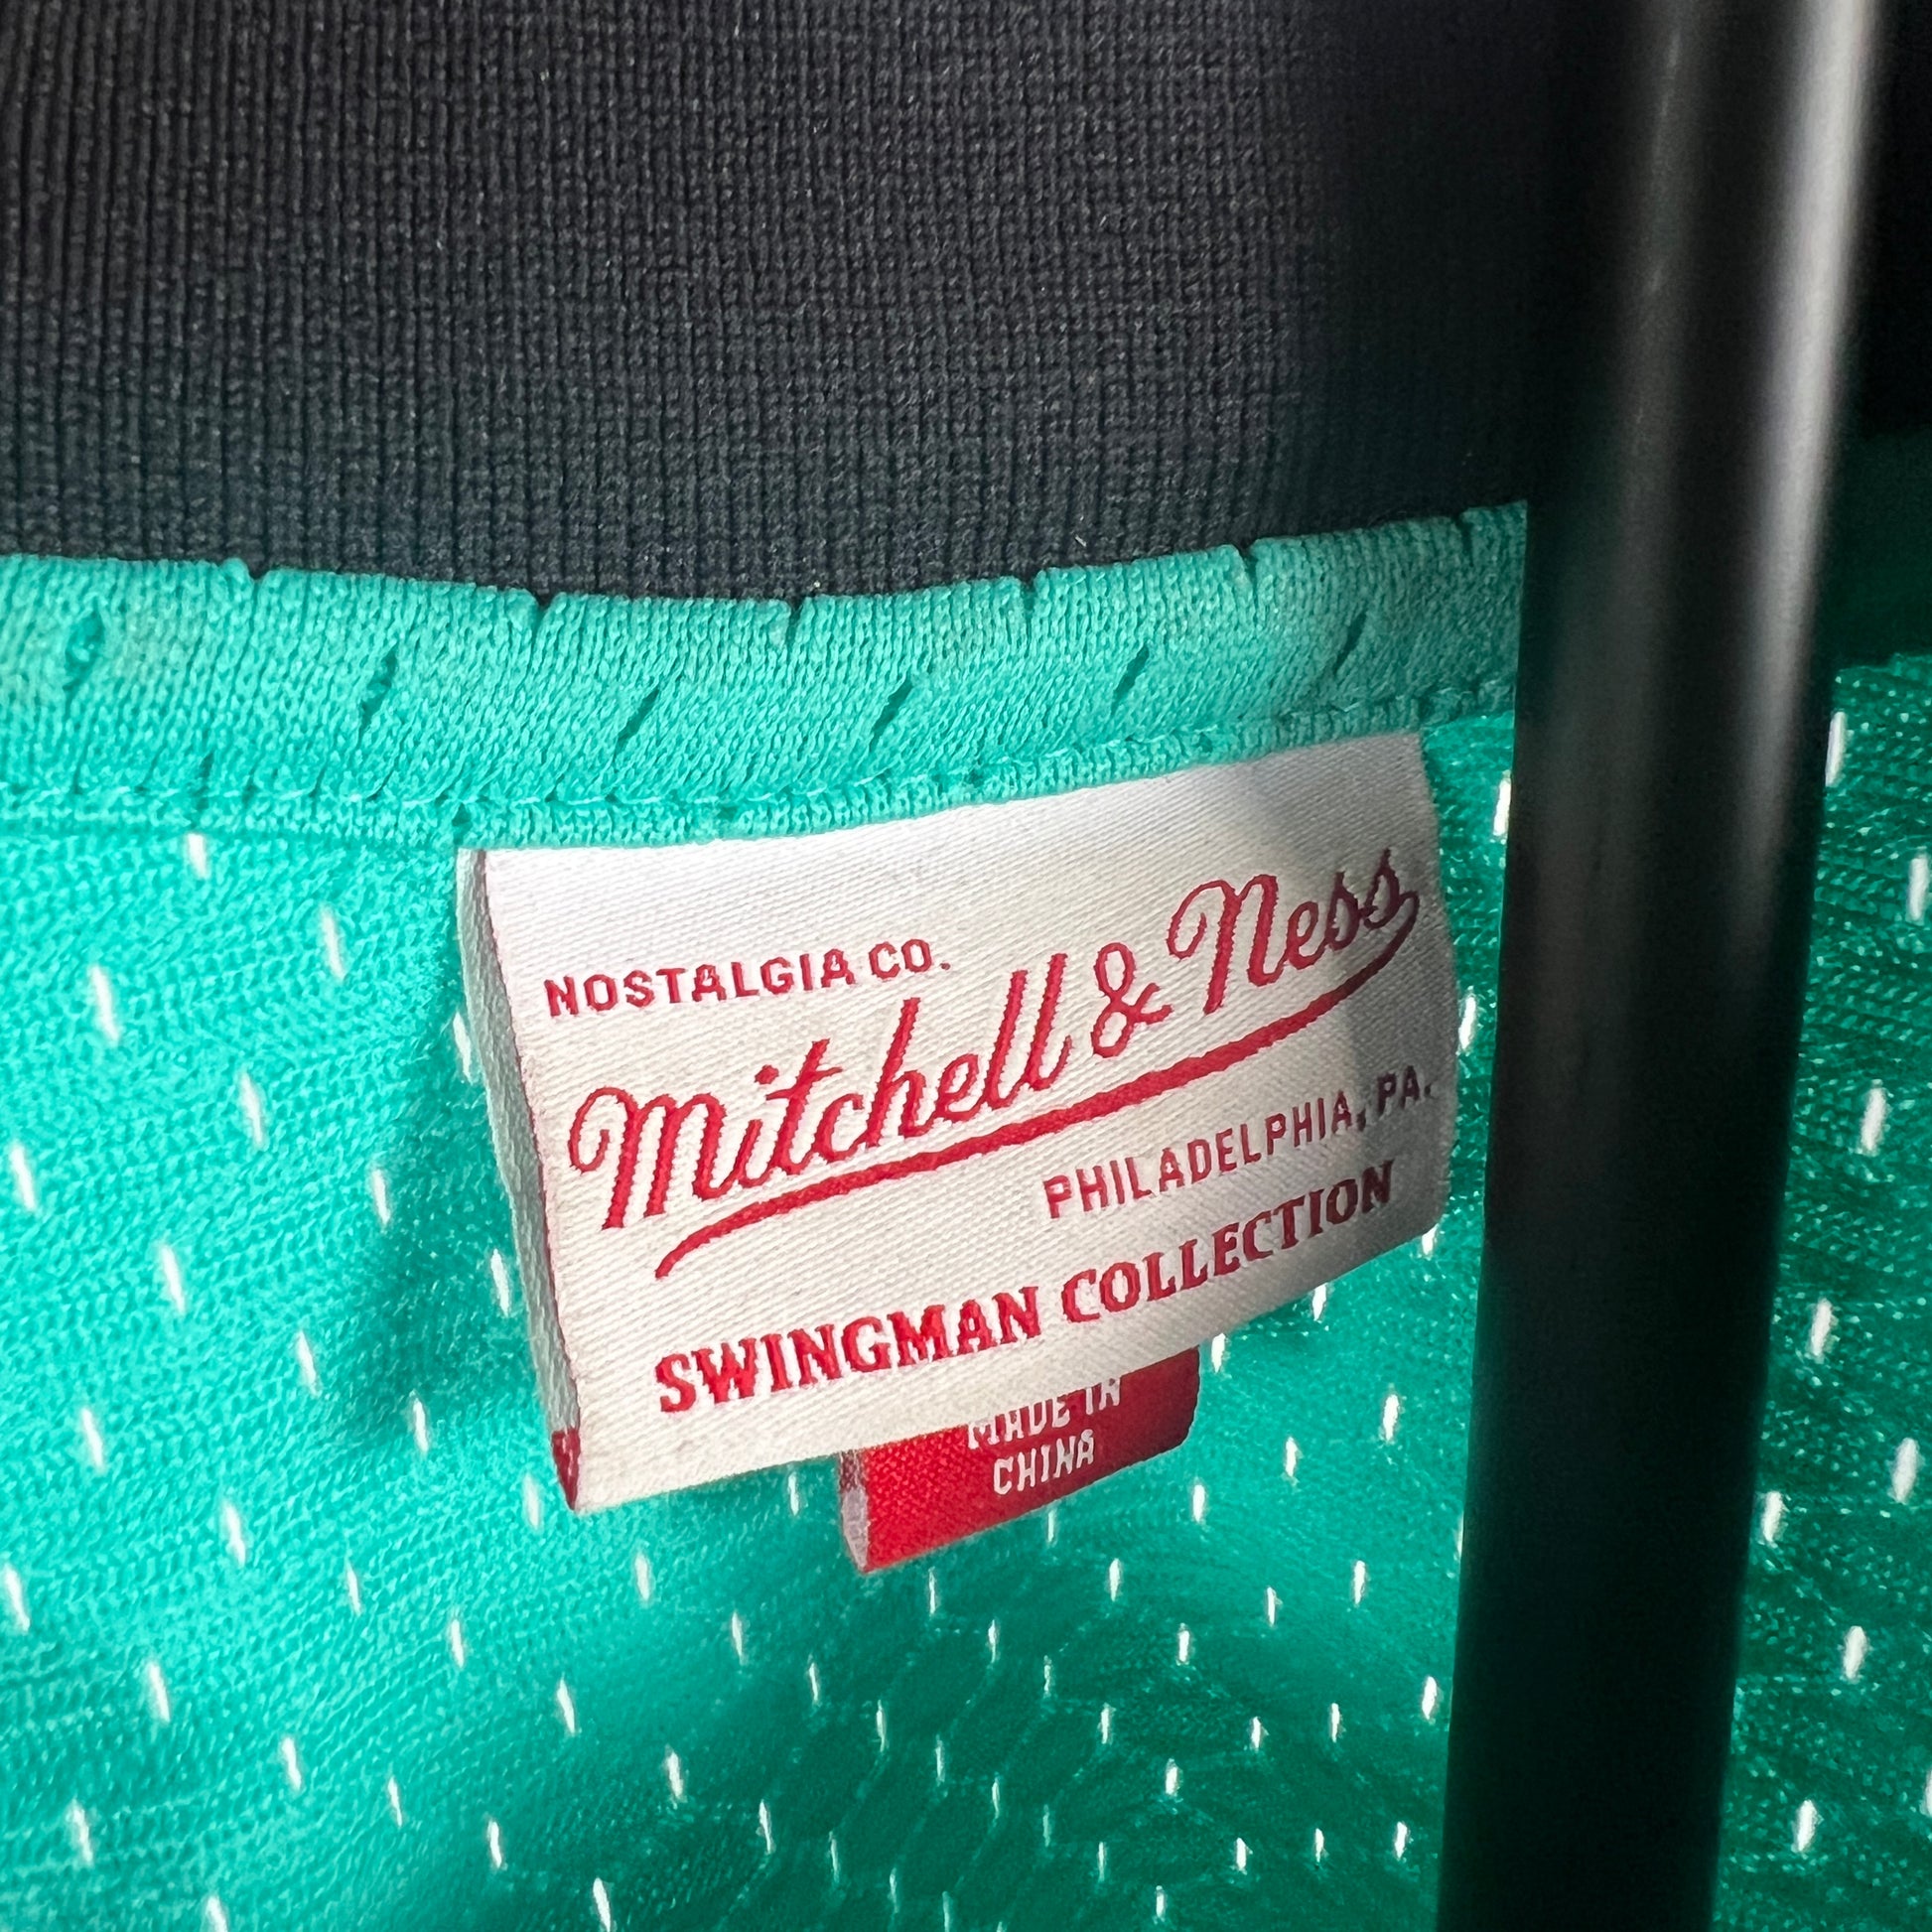 NOSTALGIA CO.
Mitchell & Ness
PHILADELPHIA, PA.
SWINGMAN COLLECTION
MADE IN
CHINA